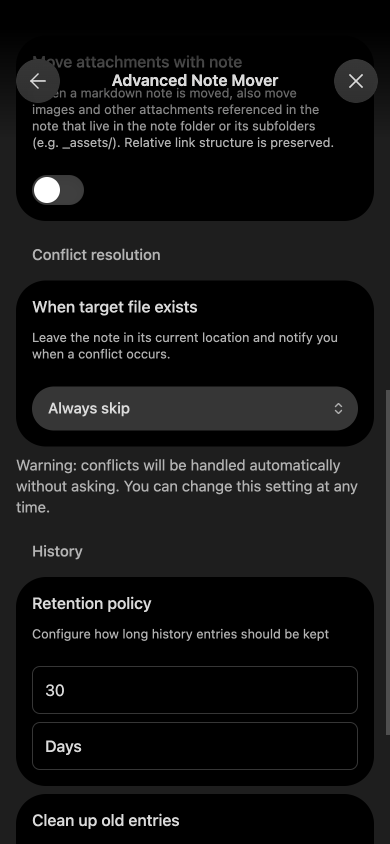 Move attachments with note
Advanced Note Mover
When a markdown note is moved, also move
images and other attachments referenced in the
note that live in the note folder or its subfolders
(e.g. _assets/). Relative link structure is preserved.
Conflict resolution
When target file exists
Leave the note in its current location and notify you
when a conflict occurs.
Always skip
Warning: conflicts will be handled automatically
without asking. You can change this setting at any
time.
History
Retention policy
Configure how long history entries should be kept
30
Days
Clean up old entries